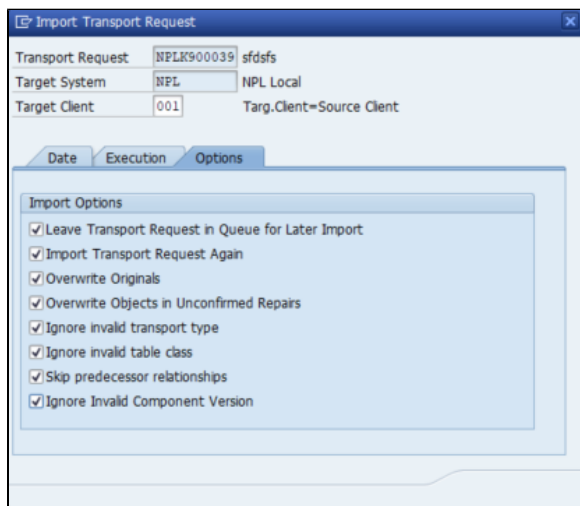 Import Transport Request
Transport Request NPLK900039 sfdsfs
Target System NPL NPL Local
Target Client 001 Targ.Client=Source Client
Date Execution Options
Import Options
Leave Transport Request in Queue for Later Import
Import Transport Request Again
Overwrite Originals
Overwrite Objects in Unconfirmed Repairs
Ignore invalid transport type
Ignore invalid table class
Skip predecessor relationships
Ignore Invalid Component Version